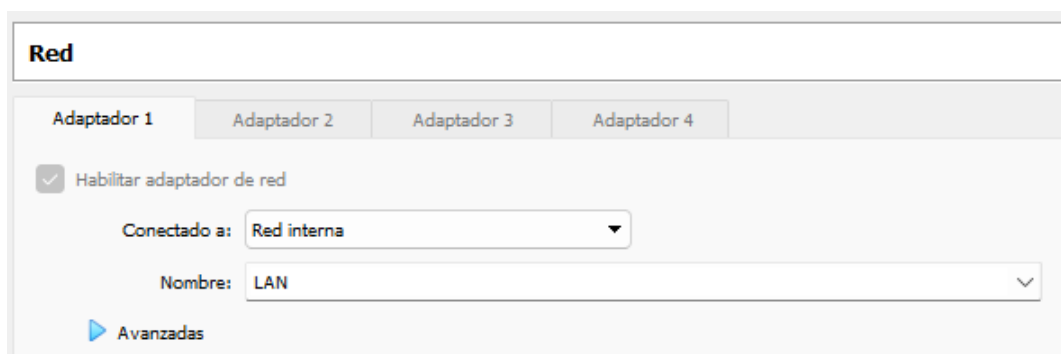 Red
Adaptador 1 Adaptador 2 Adaptador 3 Adaptador 4
Habilitar adaptador de red
Conectado a: Red interna
Nombre: LAN
Avanzadas